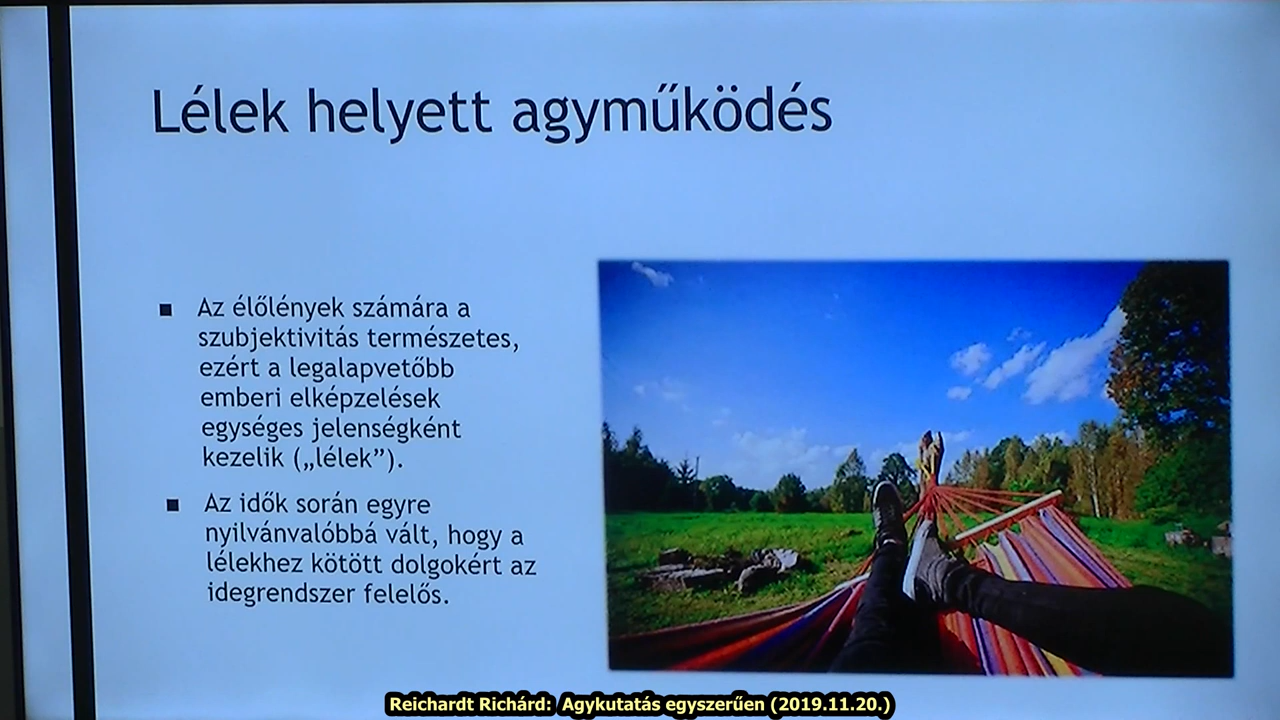 Lélek helyett agyműködés
■ Az élőlények számára a
szubjektivitás természetes,
ezért a legalapvetőbb
emberi elképzelések
egységes jelenségként
kezelik („lélek”).
■ Az idők során egyre
nyilvánvalóbbá vált, hogy a
lélekhez kötött dolgokért az
idegrendszer felelős.
Reichardt Richárd: Agykutatás egyszerűen (2019.11.20.)